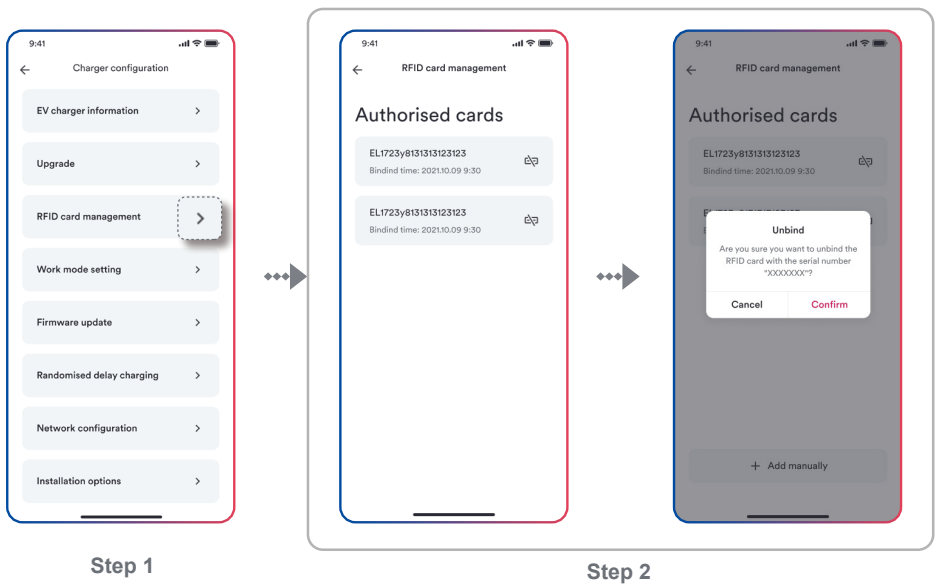 9:41
Charger configuration
EV charger information
Upgrade
RFID card management
Work mode setting
Firmware update
Randomised delay charging
Network configuration
Installation options
Step 1
9:41
RFID card management
Authorised cards
EL1723y8131313123123
Bindind time: 2021.10.09 9:30
EL1723y8131313123123
Bindind time: 2021.10.09 9:30
9:41
RFID card management
Authorised cards
EL1723y8131313123123
Bindind time: 2021.10.09 9:30
Unbind
Are you sure you want to unbind the
RFID card with the serial number
"XXXXXXX"?
Cancel Confirm
+ Add manually
Step 2